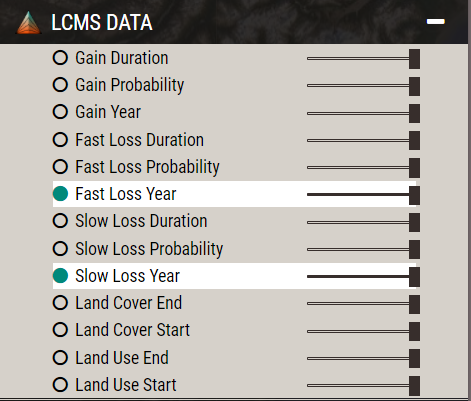 LCMS DATA
Gain Duration
Gain Probability
Gain Year
Fast Loss Duration
Fast Loss Probability
Fast Loss Year
Slow Loss Duration
Slow Loss Probability
Slow Loss Year
Land Cover End
Land Cover Start
Land Use End
Land Use Start